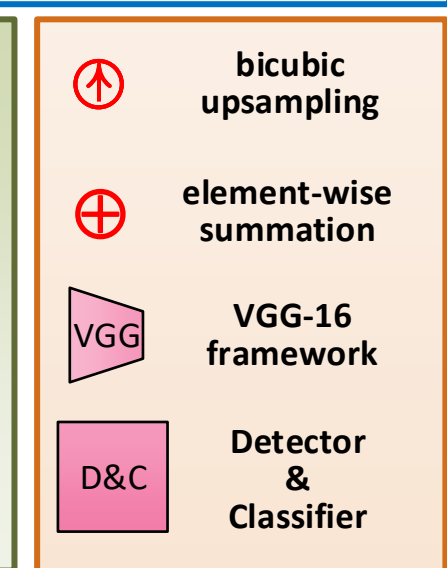 bicubic
upsampling
element-wise
summation
VGG
VGG-16
framework
D&C
Detector
&
Classifier